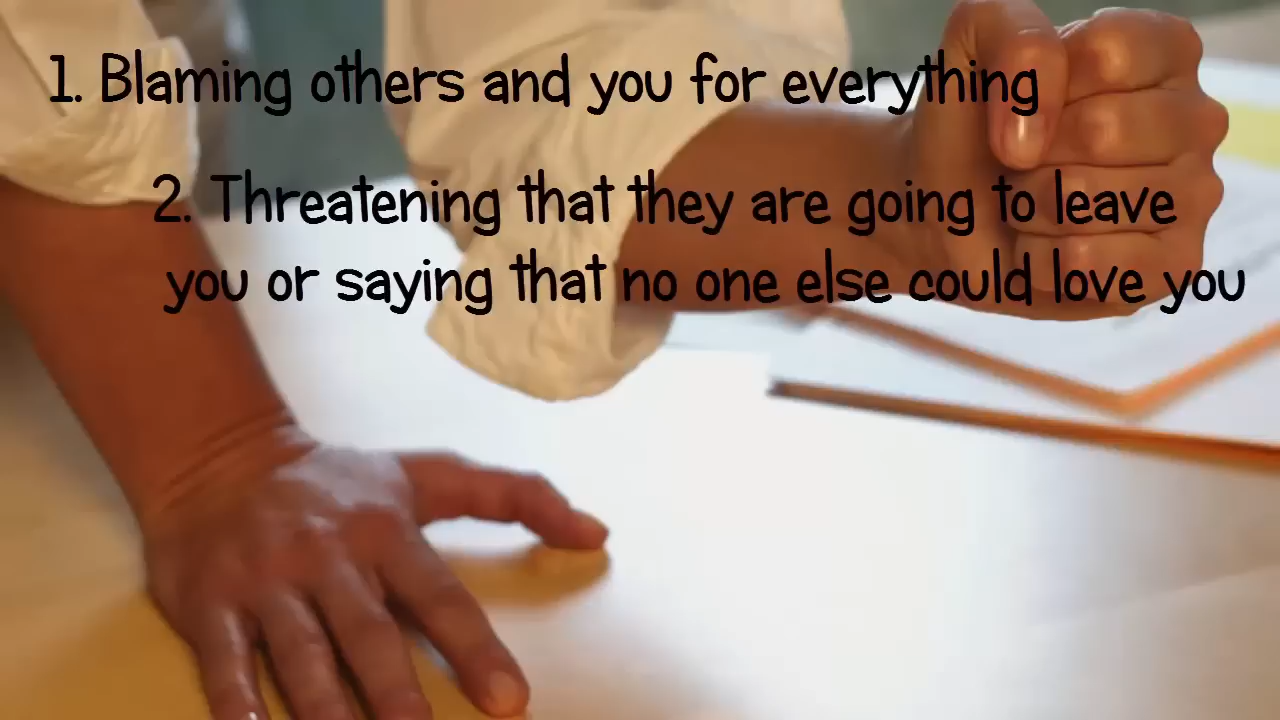 1. Blaming others and you for everything
2. Threatening that they are going to leave
you or saying that no one else could love you